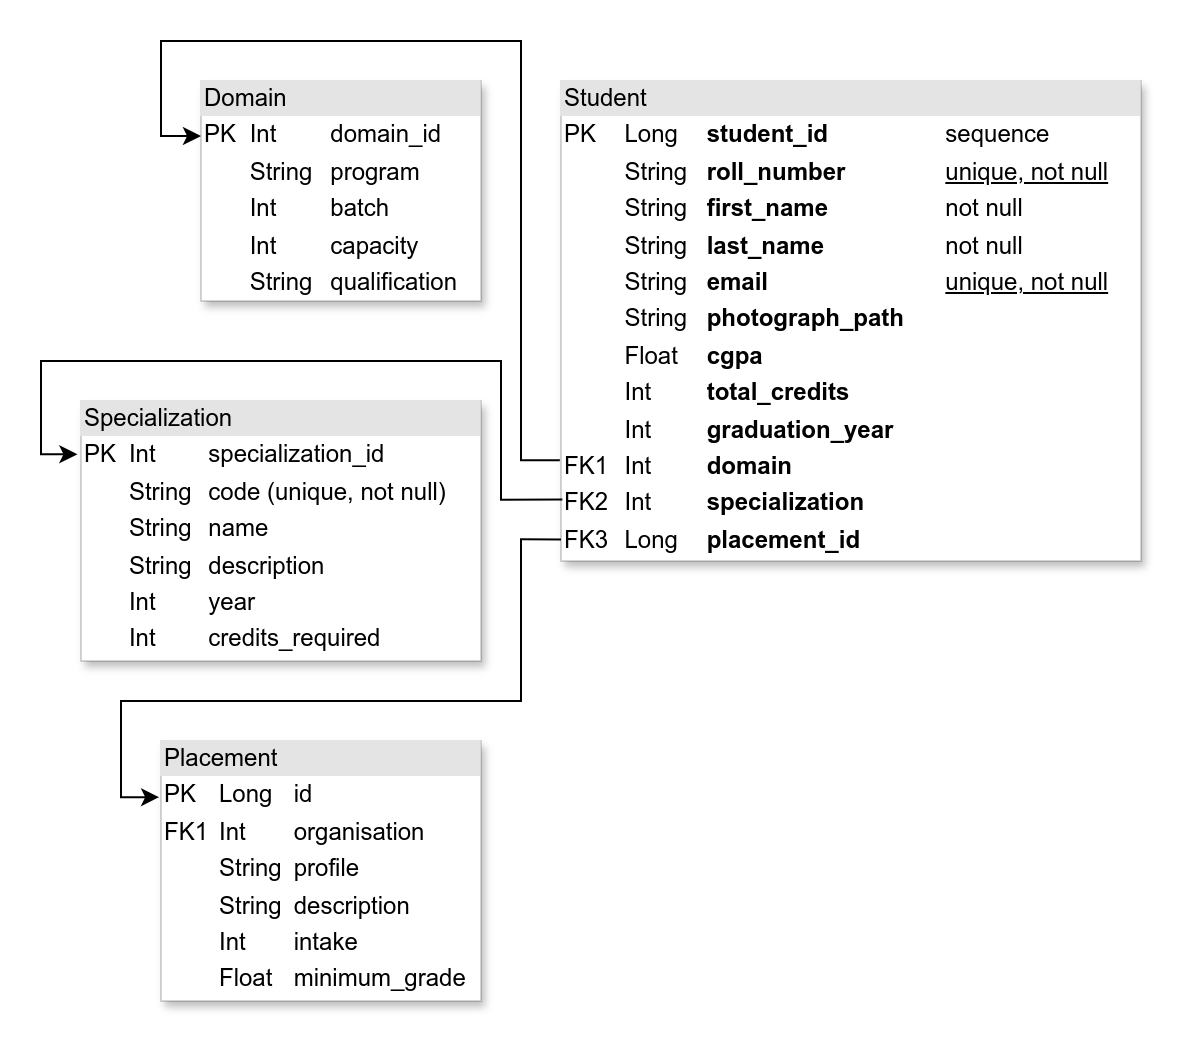 Domain
PK Int domain_id
String program
Int batch
Int capacity
String qualification
Student
PK Long student_id sequence
String roll_number unique, not null
String first_name not null
String last_name not null
String email unique, not null
String photograph_path
Float cgpa
Int total_credits
Int graduation_year
FK1 Int domain
FK2 Int specialization
FK3 Long placement_id
Specialization
PK Int specialization_id
String code (unique, not null)
String name
String description
Int year
Int credits_required
Placement
PK Long id
FK1 Int organisation
String profile
String description
Int intake
Float minimum_grade